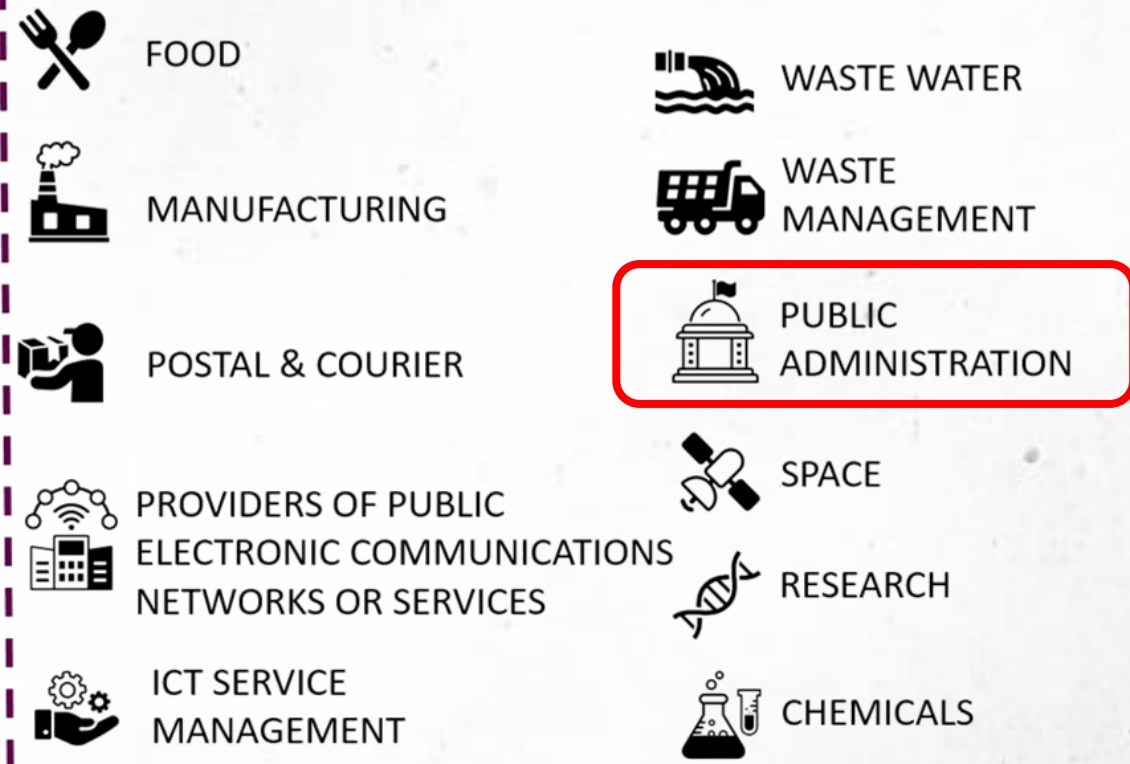 FOOD
MANUFACTURING
POSTAL & COURIER
PROVIDERS OF PUBLIC
ELECTRONIC COMMUNICATIONS
NETWORKS OR SERVICES
ICT SERVICE
MANAGEMENT
WASTE WATER
WASTE
MANAGEMENT
PUBLIC
ADMINISTRATION
SPACE
RESEARCH
CHEMICALS